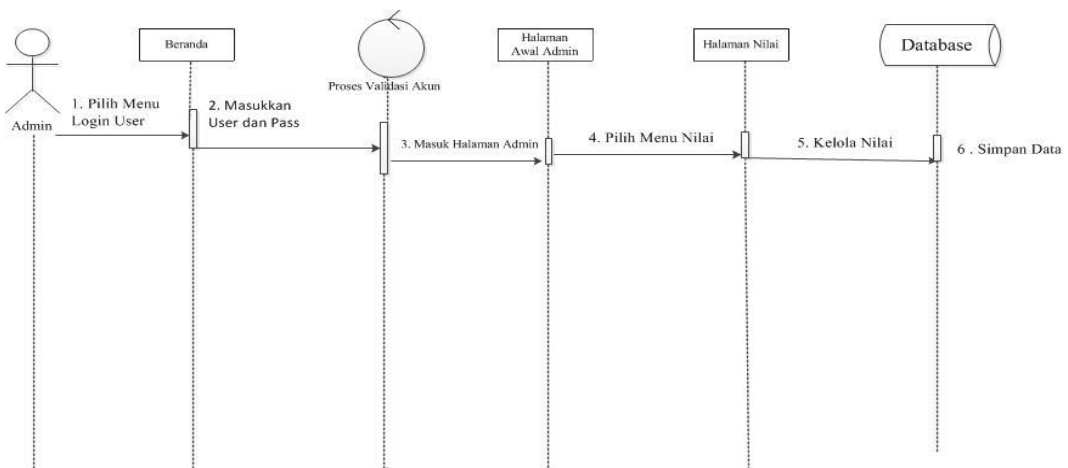 Beranda
Proses Validasi Akun
Halaman
Awal Admin
Halaman Nilai
Database
Admin
1. Pilih Menu
Login User
2. Masukkan
User dan Pass
3. Masuk Halaman Admin
4. Pilih Menu Nilai
5. Kelola Nilai
6 . Simpan Data